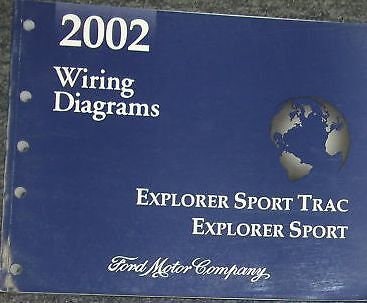 2002
Wiring
Diagrams
EXPLORER SPORT TRAC
EXPLORER SPORT
Ford Motor Company